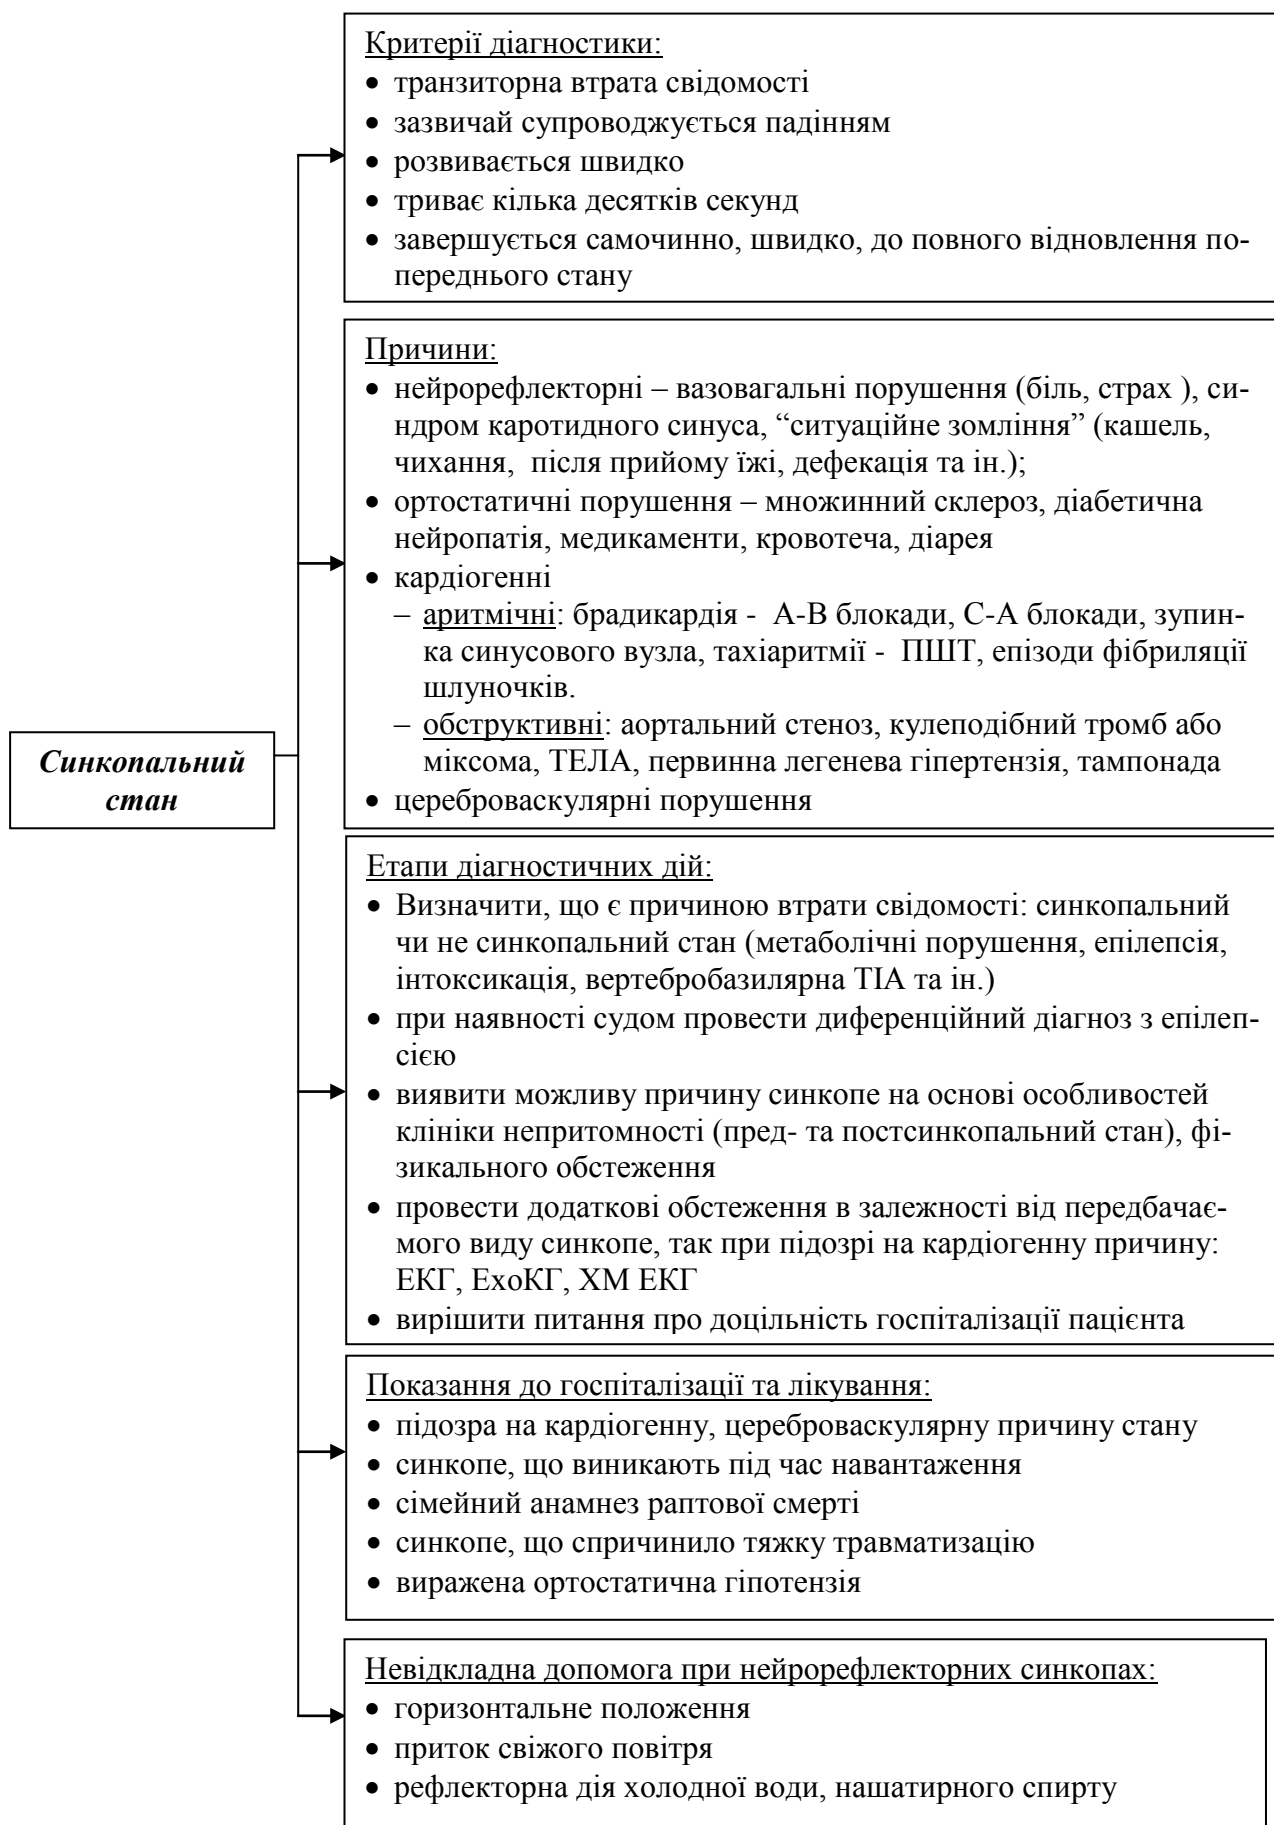 Критерії діагностики:
• транзиторна втрата свідомості
• зазвичай супроводжується падінням
• розвивається швидко
• триває кілька десятків секунд
• завершується самочинно, швидко, до повного відновлення по-
переднього стану
Причини:
• нейрорефлекторні – вазовагальні порушення (біль, страх ), си-
ндром каротидного синуса, “ситуаційне зомління” (кашель,
чихання, після прийому їжі, дефекація та ін.);
• ортостатичні порушення – множинний склероз, діабетична
нейропатія, медикаменти, кровотеча, діарея
• кардіогенні
– аритмічні: брадикардія - А-В блокади, С-А блокади, зупин-
ка синусового вузла, тахіаритмії - ПШТ, епізоди фібриляції
шлуночків.
– обструктивні: аортальний стеноз, кулеподібний тромб або
міксома, ТЕЛА, первинна легенева гіпертензія, тампонада
• цереброваскулярні порушення
Синкопальний
стан
Етапи діагностичних дій:
• Визначити, що є причиною втрати свідомості: синкопальний
чи не синкопальний стан (метаболічні порушення, епілепсія,
інтоксикація, вертебробазилярна ТІА та ін.)
• при наявності судом провести диференційний діагноз з епілеп-
сією
• виявити можливу причину синкопе на основі особливостей
клініки непритомності (пред- та постсинкопальний стан), фі-
зикального обстеження
• провести додаткові обстеження в залежності від передбачає-
мого виду синкопе, так при підозрі на кардіогенну причину:
ЕКГ, ЕхоКГ, ХМ ЕКГ
• вирішити питання про доцільність госпіталізації пацієнта
Показання до госпіталізації та лікування:
• підозра на кардіогенну, цереброваскулярну причину стану
• синкопе, що виникають під час навантаження
• сімейний анамнез раптової смерті
• синкопе, що спричинило тяжку травматизацію
• виражена ортостатична гіпотензія
Невідкладна допомога при нейрорефлекторних синкопах:
• горизонтальне положення
• приток свіжого повітря
• рефлекторна дія холодної води, нашатирного спирту